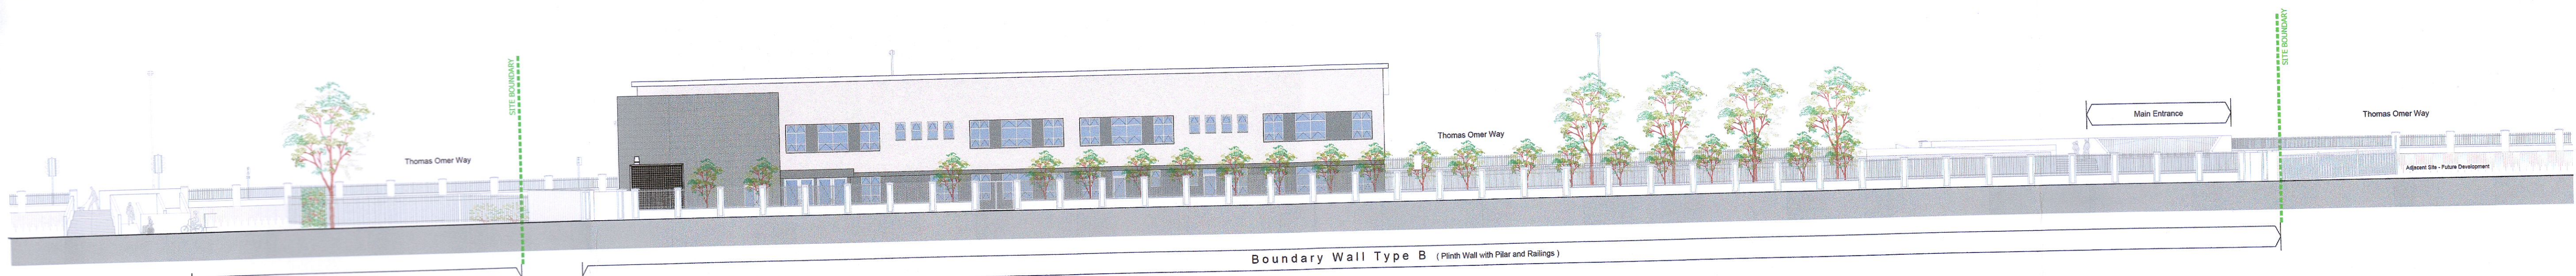 SITE BOUNDARY
SITE BOUNDARY
Main Entrance
Thomas Omer Way
Thomas Omer Way
Thomas Omer Way
Adjacent Site - Future Development
Boundary Wall Type B ( Plinth Wall with Pilar and Railings )